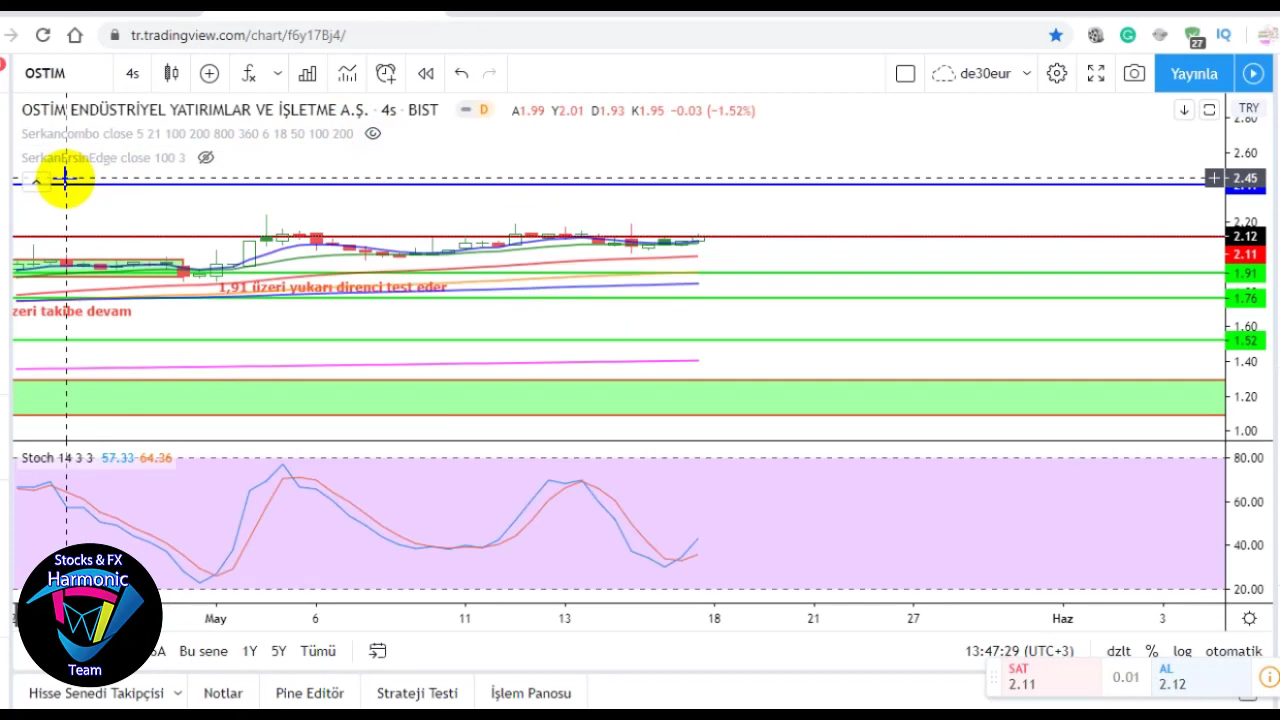 tr.tradingview.com/chart/f6y17Bj4/
27
IQ
OSTIM
4s
de30eur
Yayınla
OSTİM ENDÜSTRİYEL YATIRIMLAR VE İŞLETME A.Ş. · 4s · BIST
D
A1.99 Y2.01 D1.93 K1.95 −0.03 (−1.52%)
TRY
Serkancombo close 5 21 100 200 800 360 6 18 50 100 200
SerkanErsinEdge close 100 3
2.80
2.60
2.45
2.20
2.12
2.11
1.91
1.76
1.60
1.52
1.40
1.20
1.00
1,91 üzeri yukarı direnci test eder
zeri takibe devam
Stoch 14 3 3 57.33 64.36
80.00
60.00
40.00
20.00
May 6 11 13 18 21 27 Haz 3
Bu sene 1Y 5Y Tümü
13:47:29 (UTC+3) dzlt % log otomatik
Stocks & FX
Harmonic
Team
SAT
2.11
0.01
AL
2.12
Hisse Senedi Takipçisi Notlar Pine Editör Strateji Testi İşlem Panosu